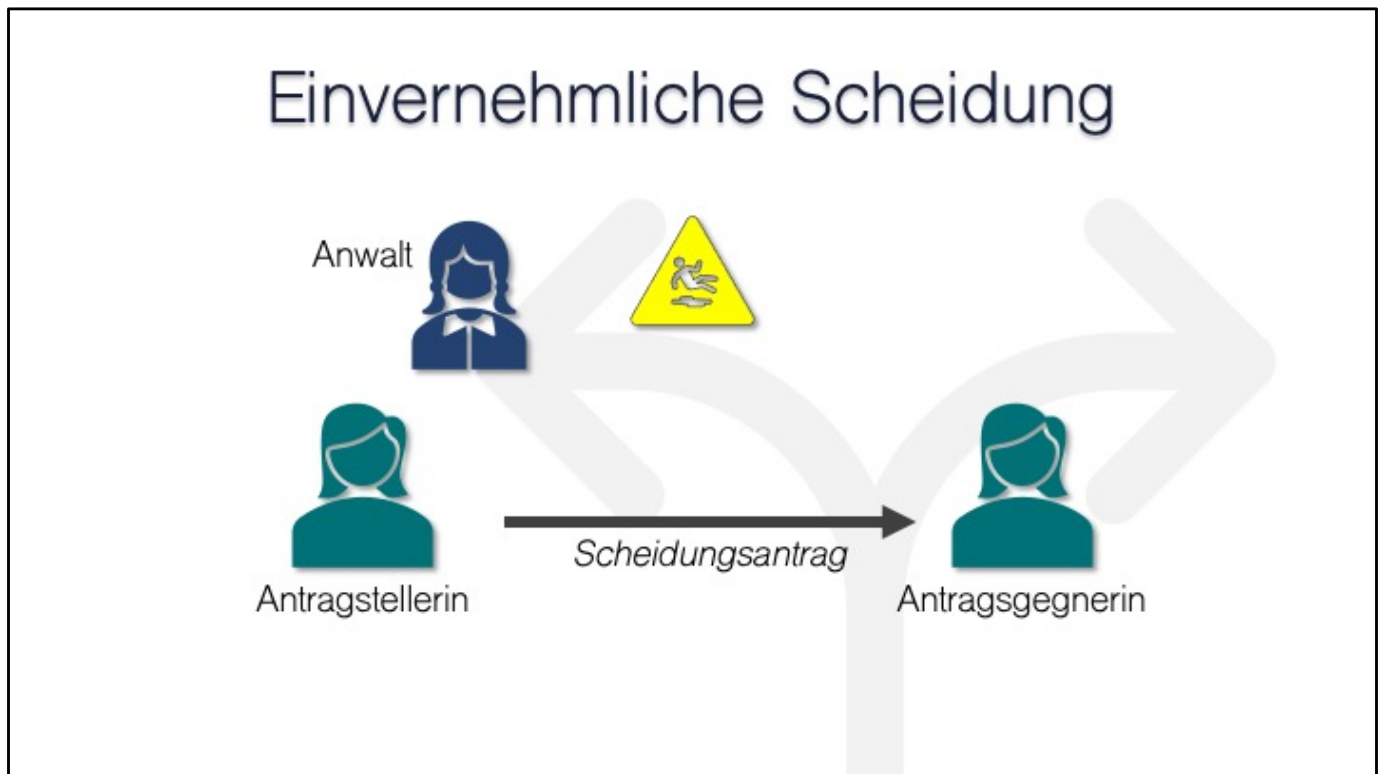 Einvernehmliche Scheidung
Anwalt
Scheidungsantrag
Antragstellerin
Antragsgegnerin